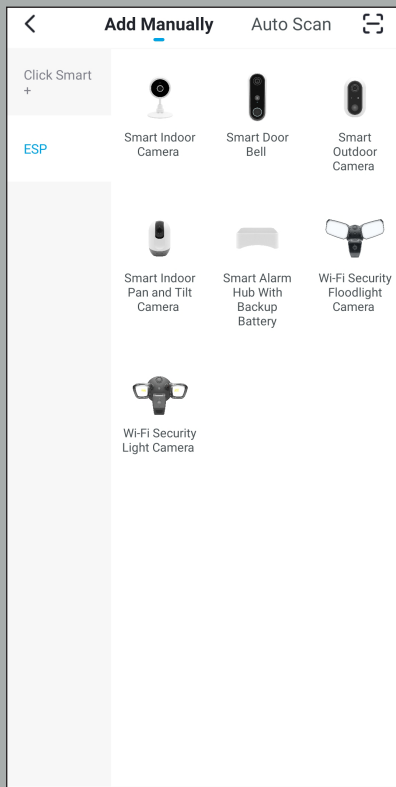 Add Manually Auto Scan
Click Smart
+
ESP
Smart Indoor
Camera
Smart Door
Bell
Smart
Outdoor
Camera
Smart Indoor
Pan and Tilt
Camera
Smart Alarm
Hub With
Backup
Battery
Wi-Fi Security
Floodlight
Camera
Wi-Fi Security
Light Camera